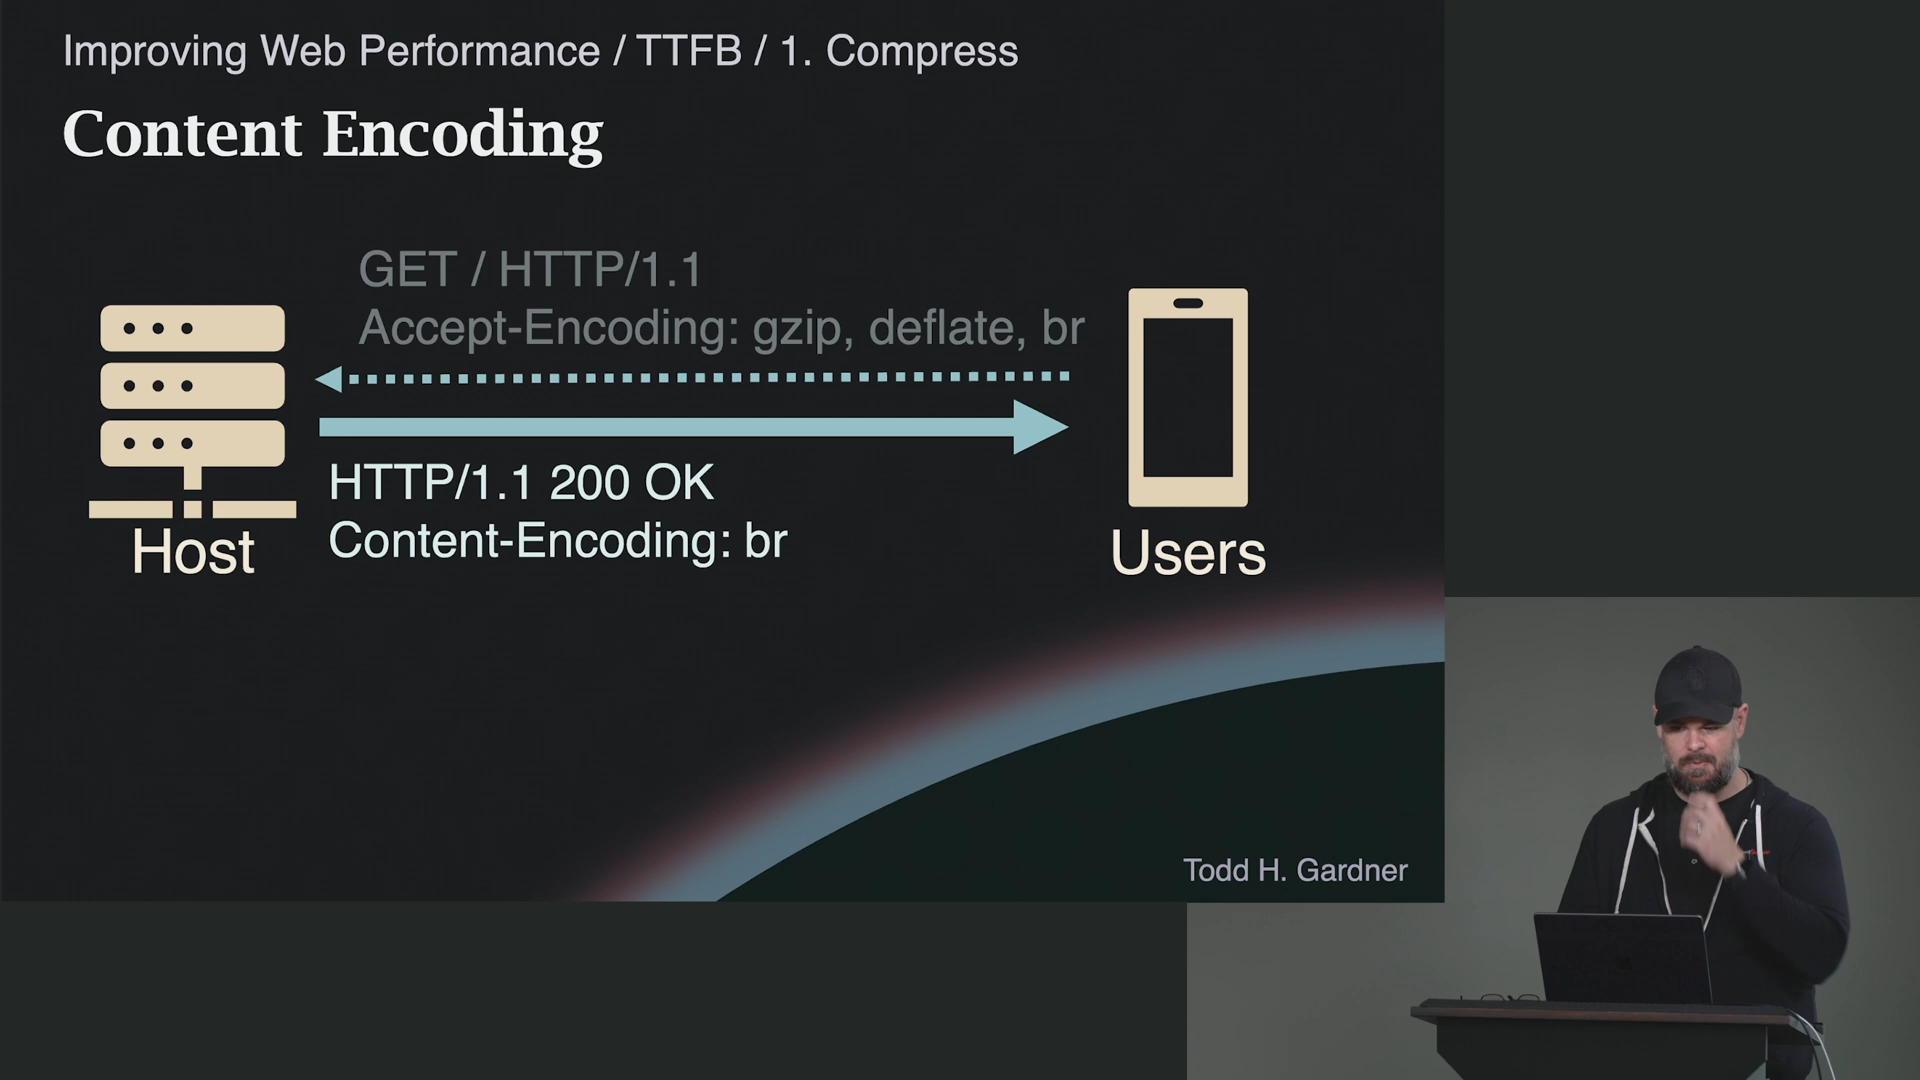 Improving Web Performance / TTFB / 1. Compress
Content Encoding
GET / HTTP/1.1
Accept-Encoding: gzip, deflate, br
HTTP/1.1 200 OK
Content-Encoding: br
Host
Users
Todd H. Gardner